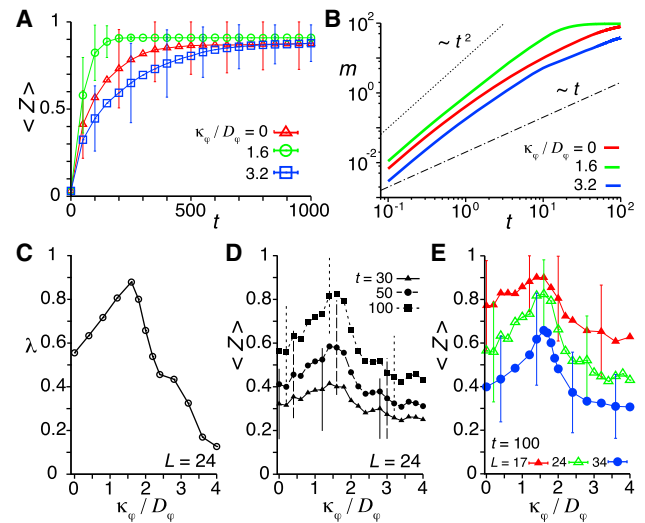 A
B
1
0.5
0
< Z >
0
500
1000
t
κφ / Dφ = 0
1.6
3.2
10²
m
10⁰
10⁻²
10⁻¹
10⁰
10¹
10²
t
~ t²
~ t
κφ / Dφ = 0
1.6
3.2
C
D
E
1
0.8
0.6
0.4
0.2
0
λ
0
1
2
3
4
κφ / Dφ
L = 24
1
0.8
0.6
0.4
0.2
0
< Z >
t = 30
50
100
0
1
2
3
4
κφ / Dφ
L = 24
1
0.8
0.6
0.4
0.2
0
< Z >
t = 100
L = 17 24 34
0
1
2
3
4
κφ / Dφ